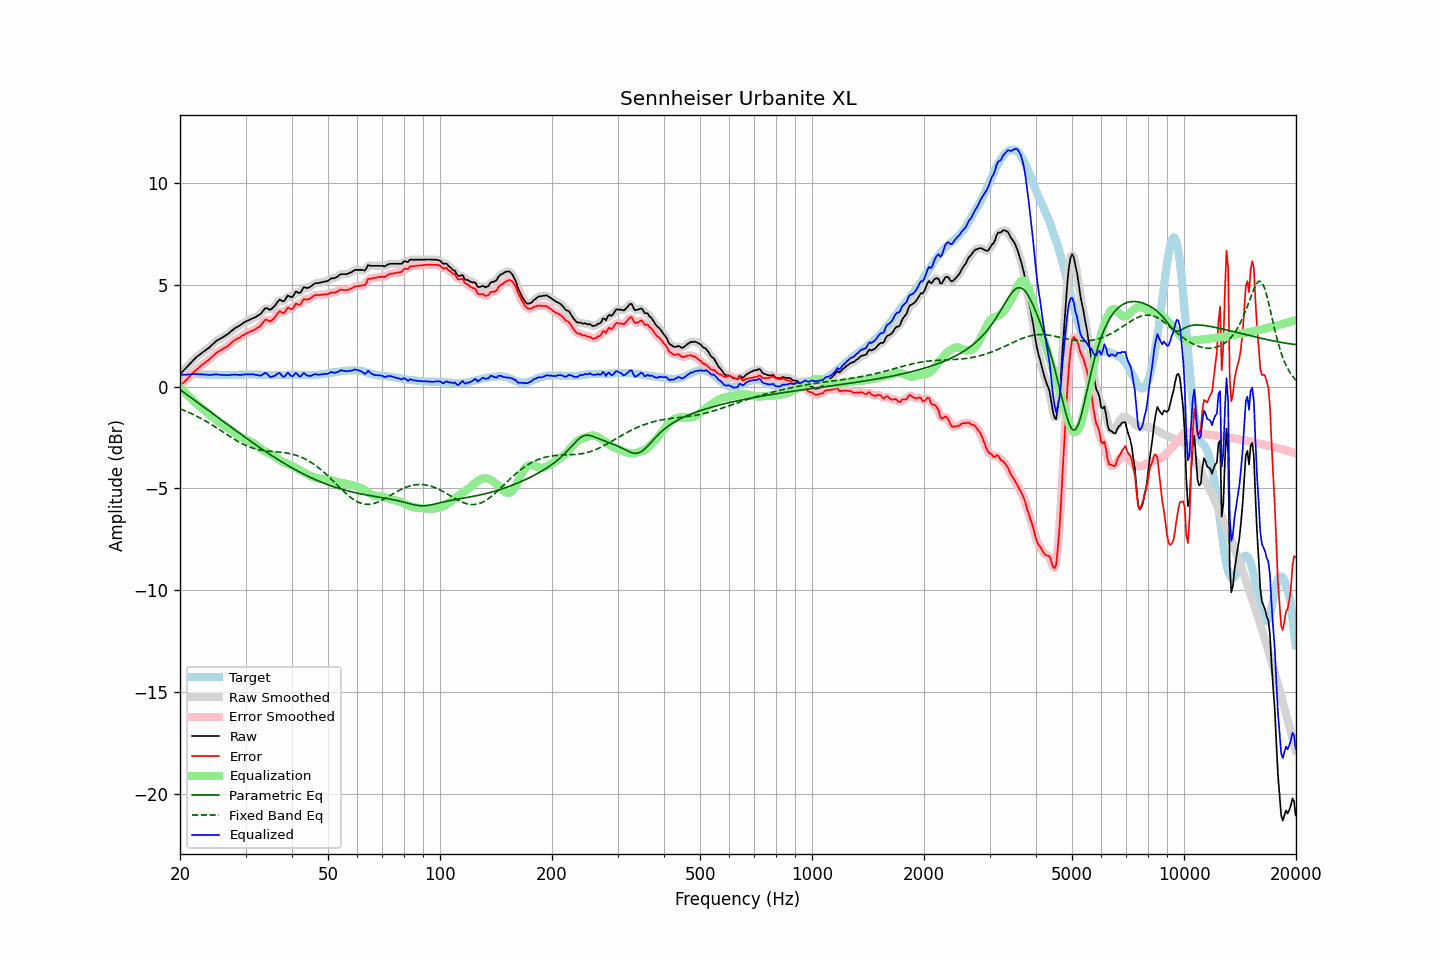 Sennheiser Urbanite XL
Amplitude (dBr)
10
5
0
−5
−10
−15
−20
Target
Raw Smoothed
Error Smoothed
Raw
Error
Equalization
Parametric Eq
Fixed Band Eq
Equalized
20 50 100 200 500 1000 2000 5000 10000 20000
Frequency (Hz)